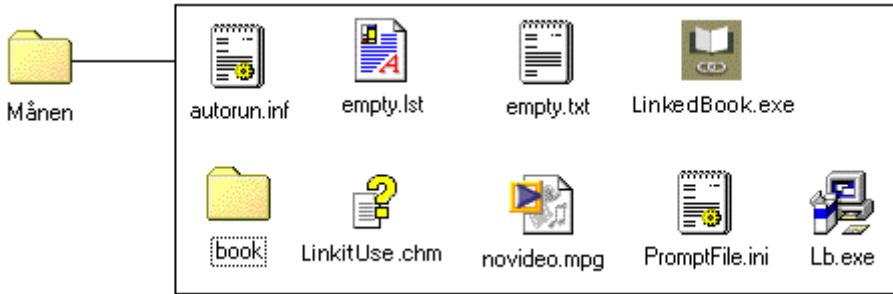 Månen
autorun.inf
empty.lst
empty.txt
LinkedBook.exe
book
LinkitUse.chm
novideo.mpg
PromptFile.ini
Lb.exe